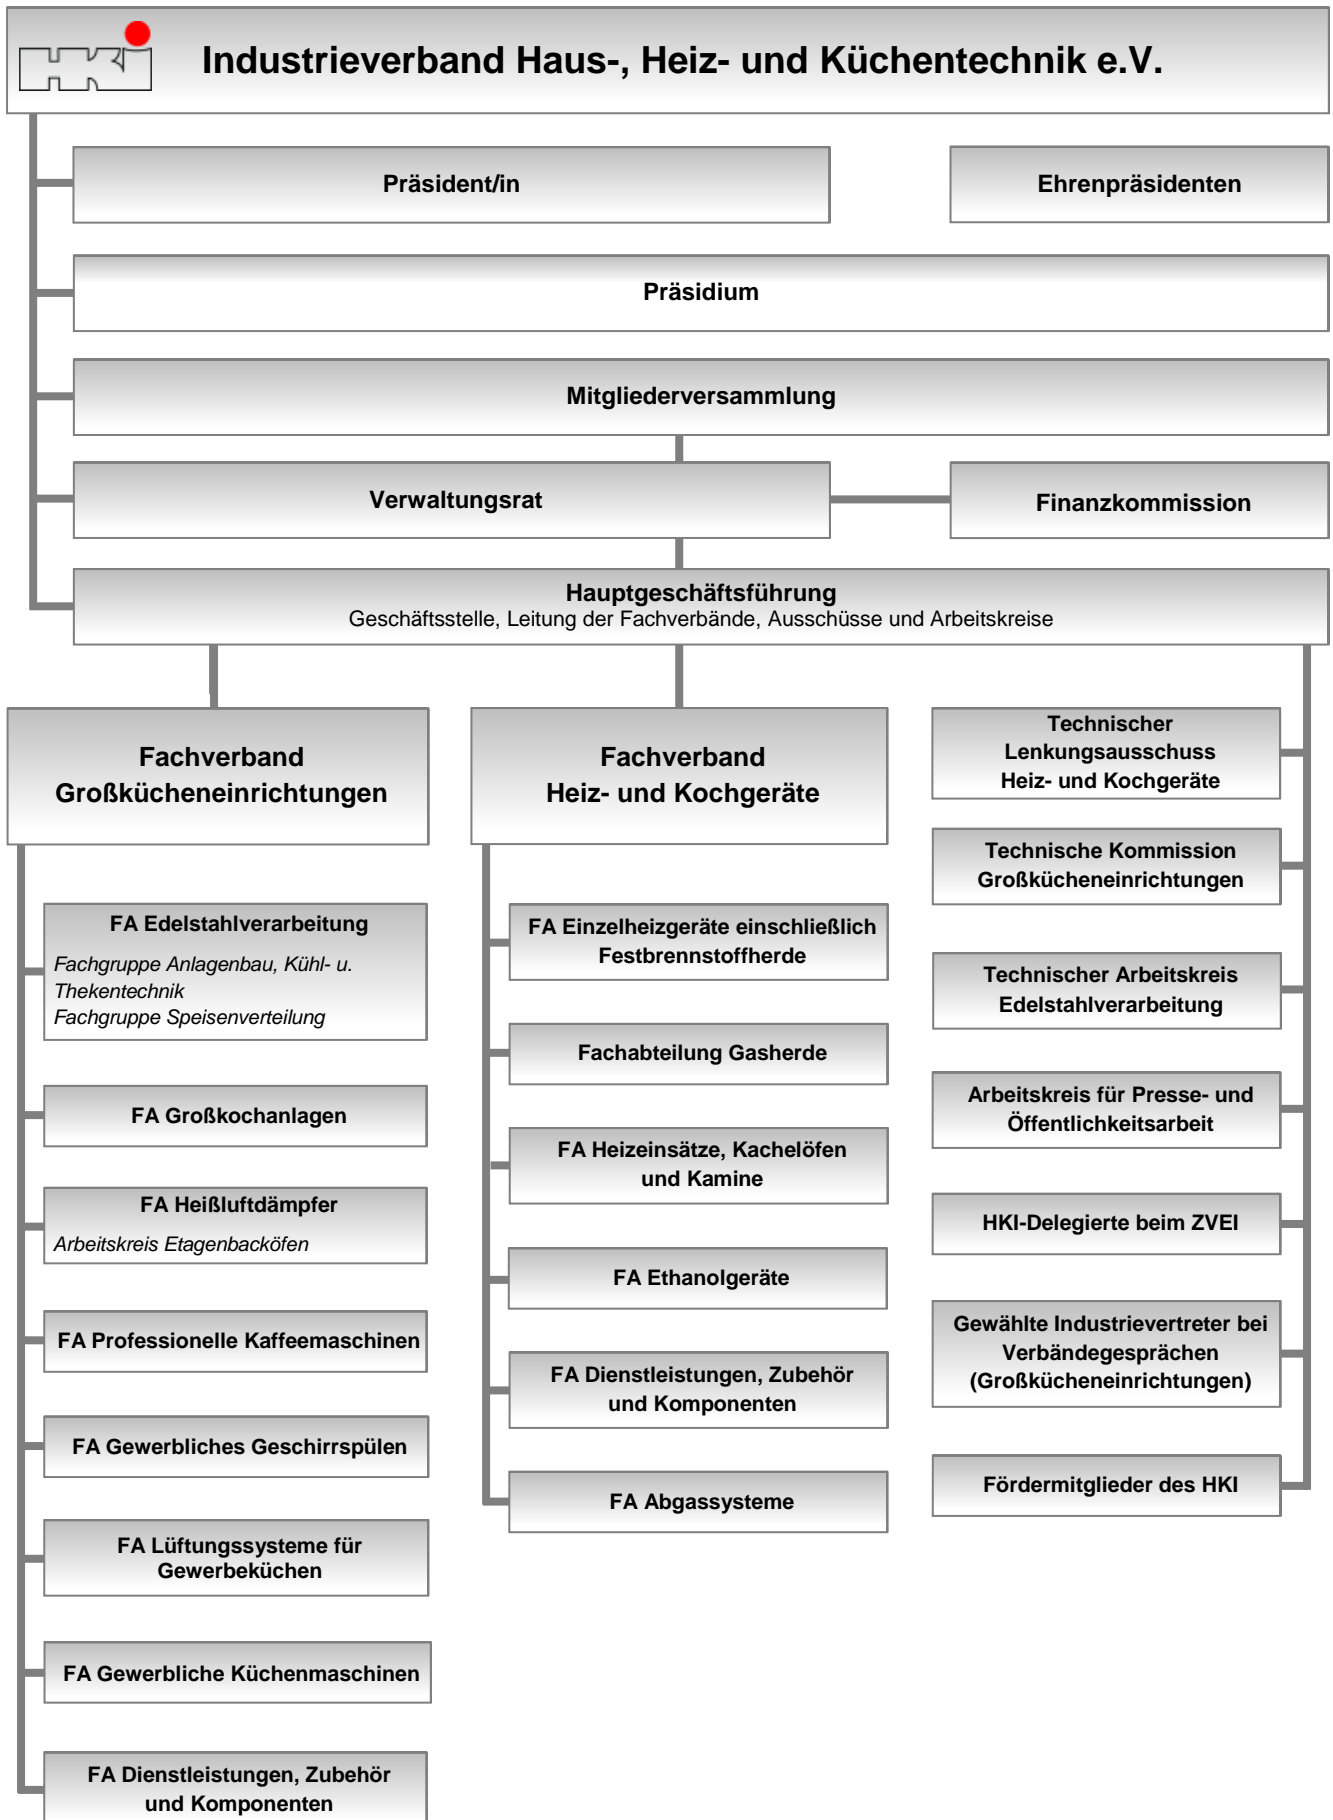 HKI
Industrieverband Haus-, Heiz- und Küchentechnik e.V.
Präsident/in
Ehrenpräsidenten
Präsidium
Mitgliederversammlung
Verwaltungsrat
Finanzkommission
Hauptgeschäftsführung
Geschäftsstelle, Leitung der Fachverbände, Ausschüsse und Arbeitskreise
Fachverband
Großkücheneinrichtungen
FA Edelstahlverarbeitung
Fachgruppe Anlagenbau, Kühl- u.
Thekentechnik
Fachgruppe Speisenverteilung
FA Großkochanlagen
FA Heißluftdämpfer
Arbeitskreis Etagenbacköfen
FA Professionelle Kaffeemaschinen
FA Gewerbliches Geschirrspülen
FA Lüftungssysteme für
Gewerbeküchen
FA Gewerbliche Küchenmaschinen
FA Dienstleistungen, Zubehör
und Komponenten
Fachverband
Heiz- und Kochgeräte
FA Einzelheizgeräte einschließlich
Festbrennstoffherde
Fachabteilung Gasherde
FA Heizeinsätze, Kachelöfen
und Kamine
FA Ethanolgeräte
FA Dienstleistungen, Zubehör
und Komponenten
FA Abgassysteme
Technischer
Lenkungsausschuss
Heiz- und Kochgeräte
Technische Kommission
Großkücheneinrichtungen
Technischer Arbeitskreis
Edelstahlverarbeitung
Arbeitskreis für Presse- und
Öffentlichkeitsarbeit
HKI-Delegierte beim ZVEI
Gewählte Industrievertreter bei
Verbändegesprächen
(Großkücheneinrichtungen)
Fördermitglieder des HKI